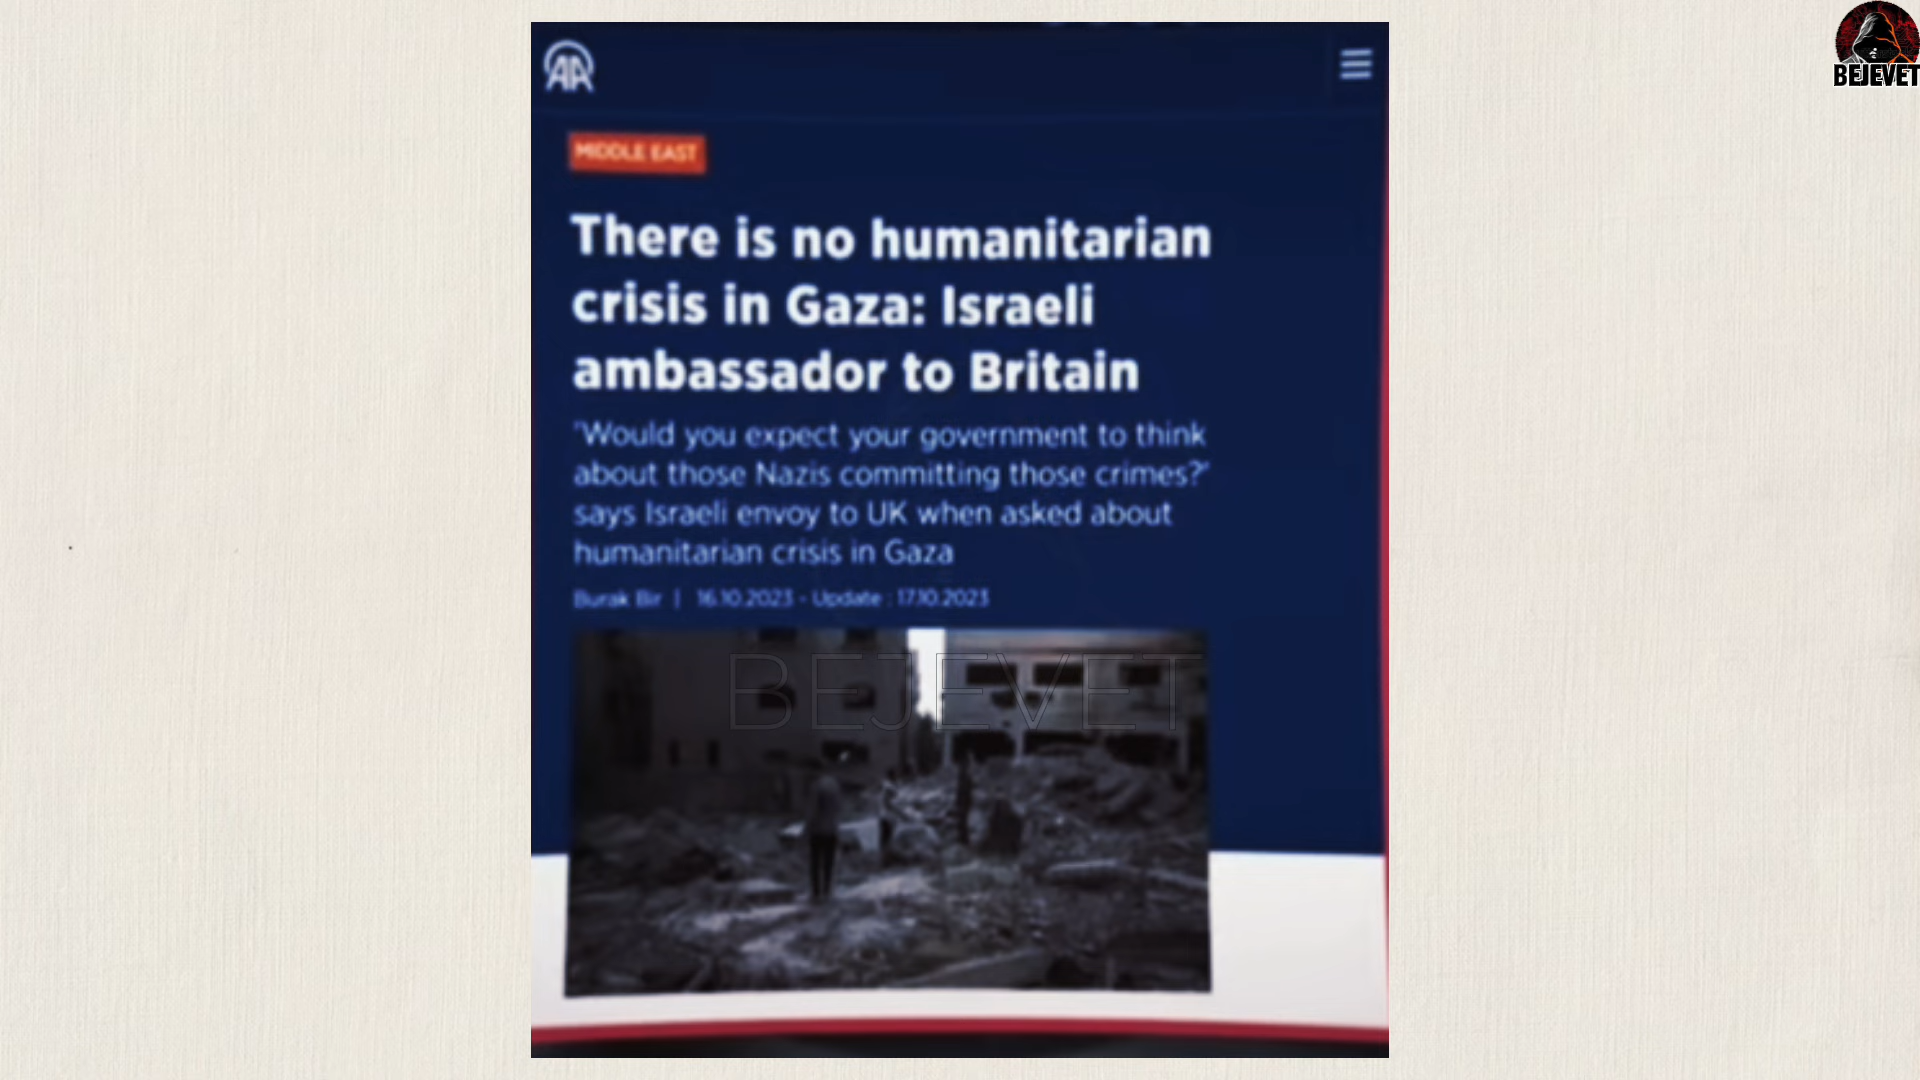 AA
BEJEVET
MIDDLE EAST
There is no humanitarian
crisis in Gaza: Israeli
ambassador to Britain
'Would you expect your government to think
about those Nazis committing those crimes?'
says Israeli envoy to UK when asked about
humanitarian crisis in Gaza
Burak Bir | 16.10.2023 - Update : 17.10.2023
BEJEVET